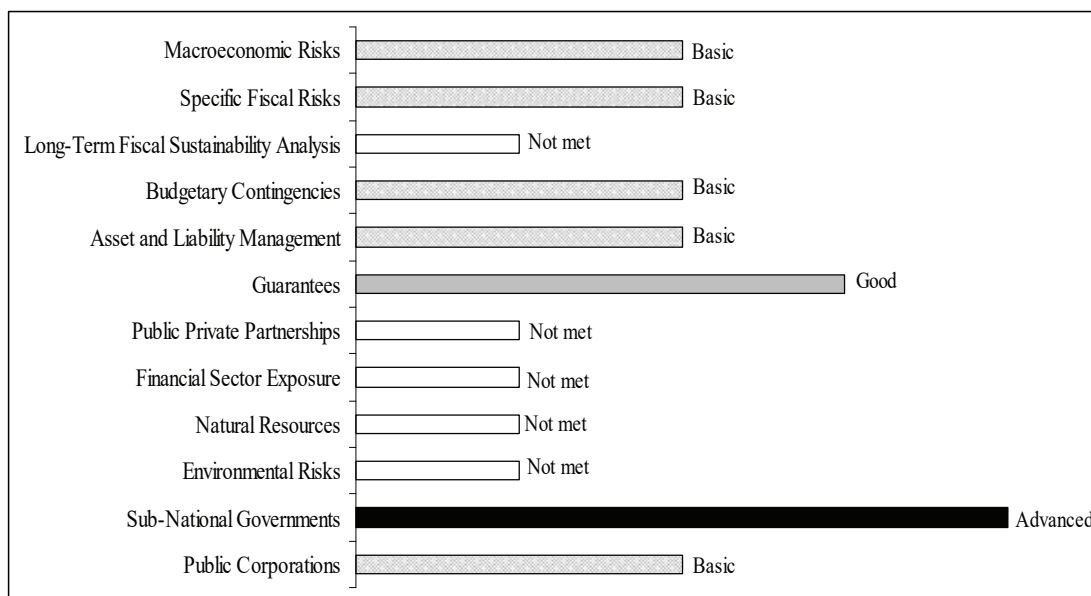 Macroeconomic Risks Basic
Specific Fiscal Risks Basic
Long-Term Fiscal Sustainability Analysis Not met
Budgetary Contingencies Basic
Asset and Liability Management Basic
Guarantees Good
Public Private Partnerships Not met
Financial Sector Exposure Not met
Natural Resources Not met
Environmental Risks Not met
Sub-National Governments Advanced
Public Corporations Basic